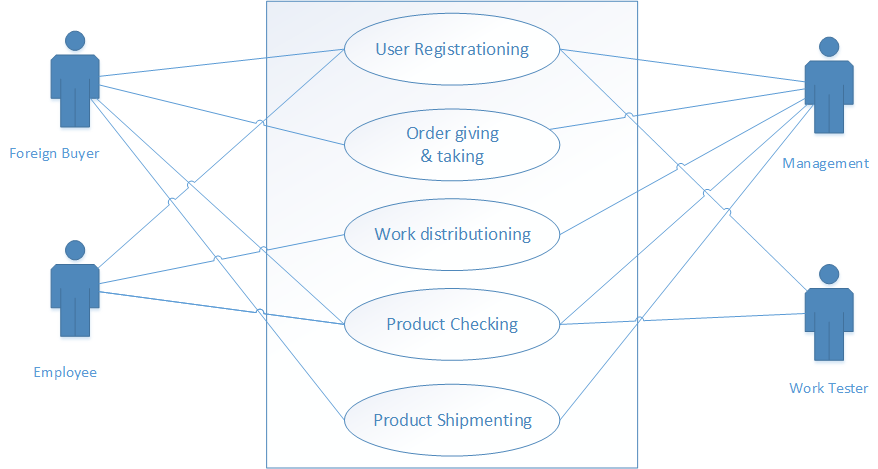 User Registrationing
Order giving
& taking
Foreign Buyer
Management
Work distributioning
Product Checking
Employee
Work Tester
Product Shipmenting